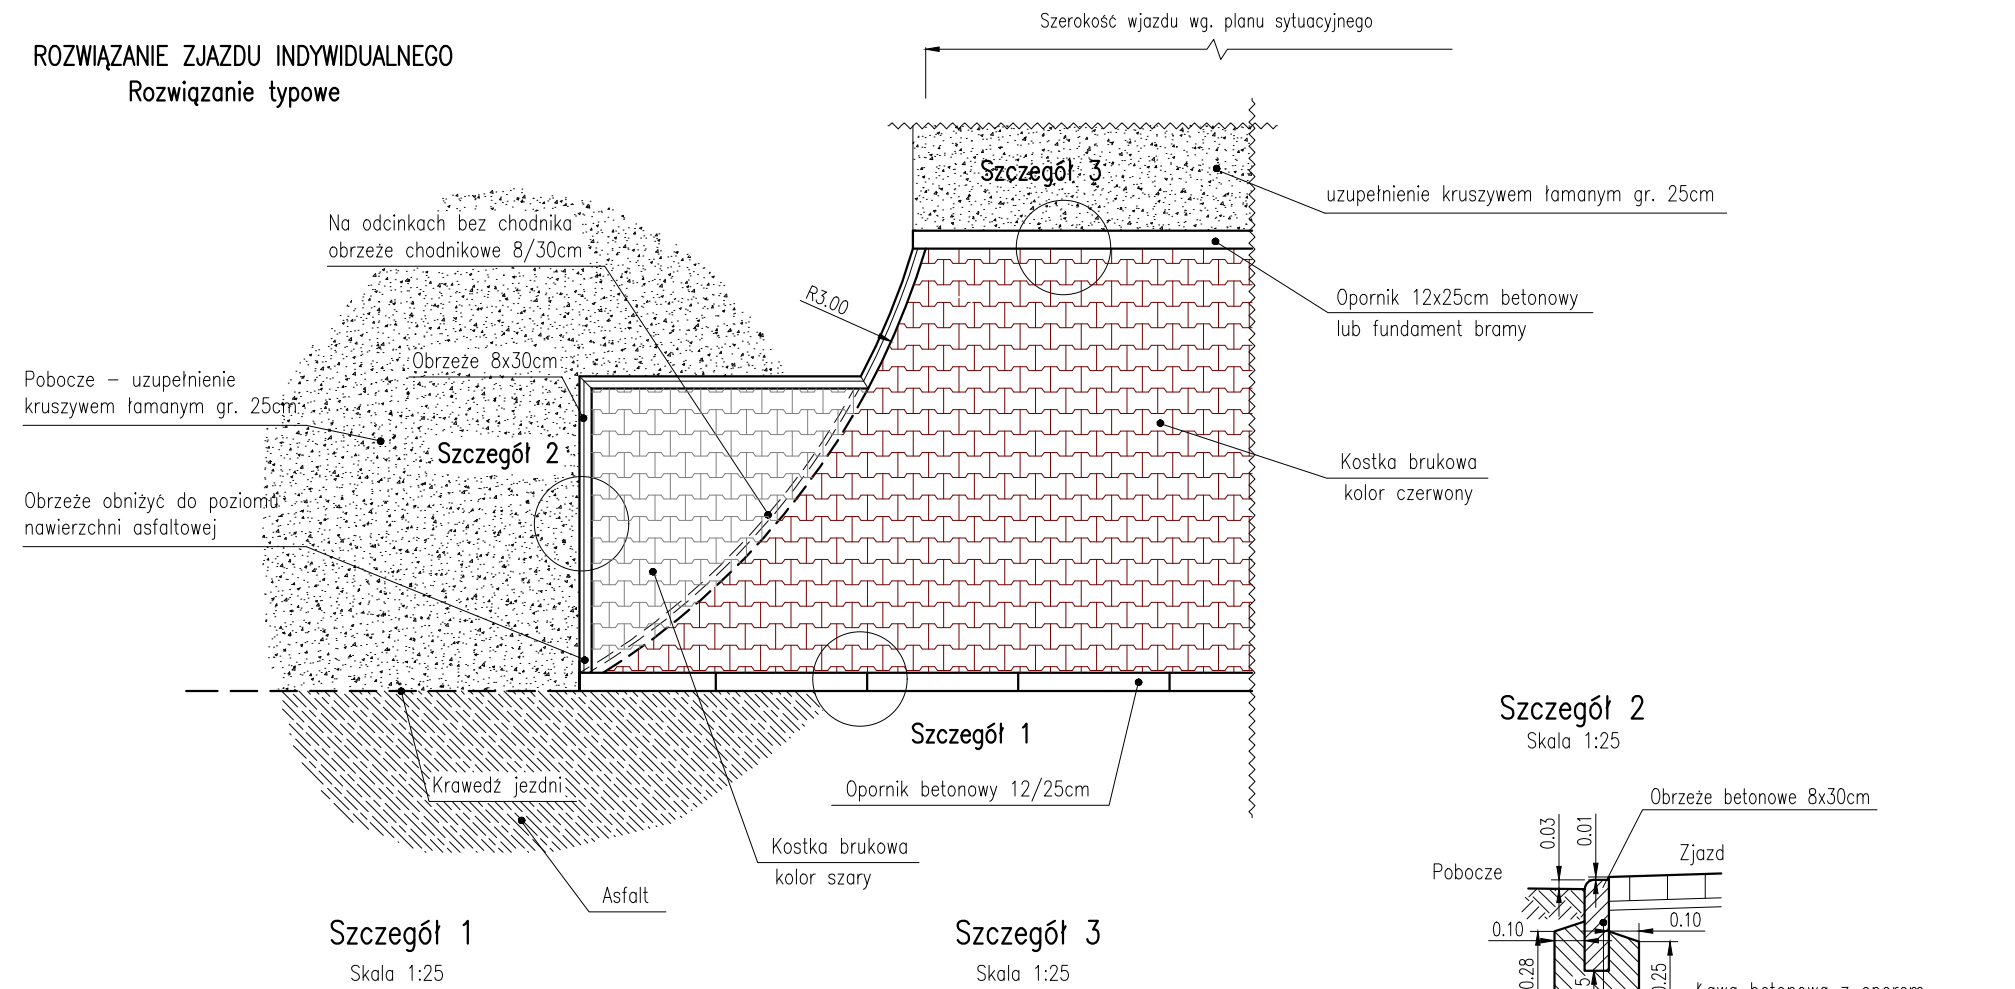 Szerokość wjazdu wg. planu sytuacyjnego
ROZWIĄZANIE ZJAZDU INDYWIDUALNEGO
Rozwiązanie typowe
Szczegół 3
uzupełnienie kruszywem łamanym gr. 25cm
Na odcinkach bez chodnika
obrzeże chodnikowe 8/30cm
R3.00
Opornik 12x25cm betonowy
lub fundament bramy
Obrzeże 8x30cm
Pobocze – uzupełnienie
kruszywem łamanym gr. 25cm
Szczegół 2
Kostka brukowa
kolor czerwony
Obrzeże obniżyć do poziomu
nawierzchni asfaltowej
Szczegół 1
Krawedź jezdni
Opornik betonowy 12/25cm
Kostka brukowa
kolor szary
Asfalt
Szczegół 1
Skala 1:25
Szczegół 3
Skala 1:25
Szczegół 2
Skala 1:25
Obrzeże betonowe 8x30cm
0.03
0.01
Zjazd
Pobocze
0.10
0.10
0.28
5
0.25
Ława betonowa z oporem